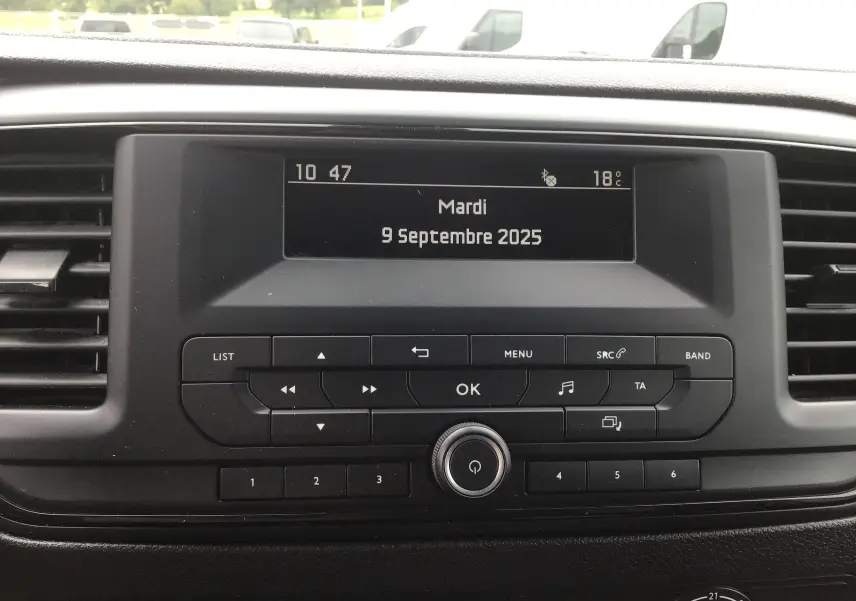 10 47 18°C
Mardi
9 Septembre 2025
LIST MENU SRC BAND
OK TA
1 2 3 4 5 6
21